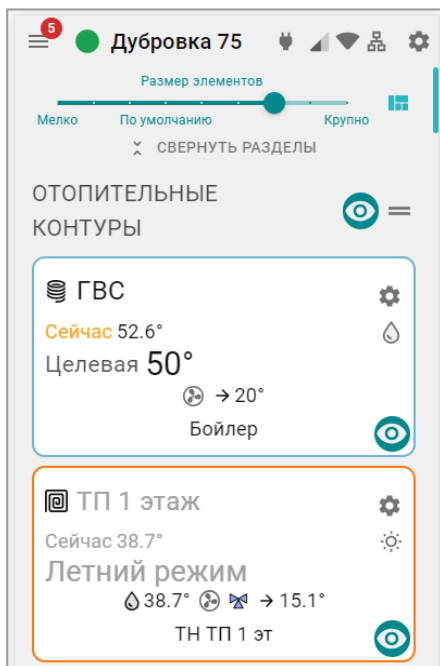 5
Дубровка 75
Размер элементов
Мелко По умолчанию Крупно
СВЕРНУТЬ РАЗДЕЛЫ
ОТОПИТЕЛЬНЫЕ
КОНТУРЫ
ГВС
Сейчас 52.6°
Целевая 50°
→ 20°
Бойлер
ТП 1 этаж
Сейчас 38.7°
Летний режим
38.7° → 15.1°
ТН ТП 1 эт